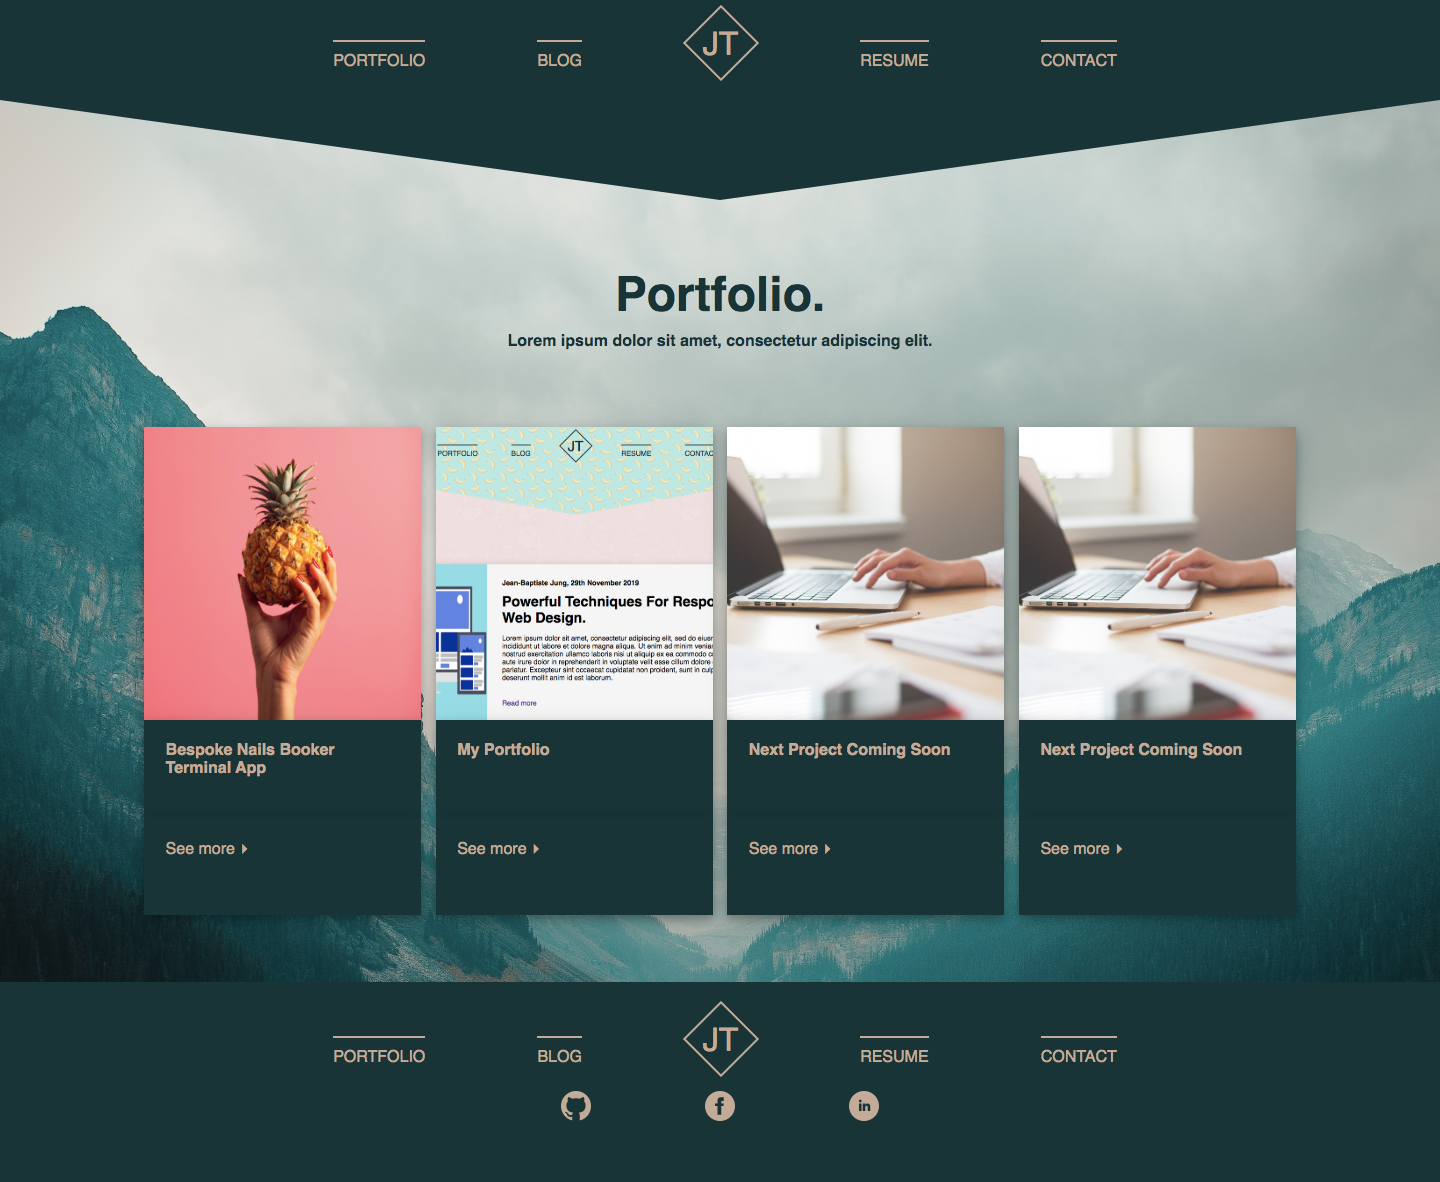 PORTFOLIO
BLOG
JT
RESUME
CONTACT
Portfolio.
Lorem ipsum dolor sit amet, consectetur adipiscing elit.
PORTFOLIO
BLOG
JT
RESUME
CONTAC
Jean-Baptiste Jung, 29th November 2019
Powerful Techniques For Respo
Web Design.
Lorem ipsum dolor sit amet, consectetur adipiscing elit, sed do eiusm
incididunt ut labore et dolore magna aliqua. Ut enim ad minim veniam
nostrud exercitation ullamco laboris nisi ut aliquip ex ea commodo co
aute irure dolor in reprehenderit in voluptate velit esse cillum dolore e
pariatur. Excepteur sint occaecat cupidatat non proident, sunt in culp
deserunt mollit anim id est laborum.
Read more
Bespoke Nails Booker
Terminal App
See more
My Portfolio
See more
Next Project Coming Soon
See more
Next Project Coming Soon
See more
PORTFOLIO
BLOG
JT
RESUME
CONTACT
in